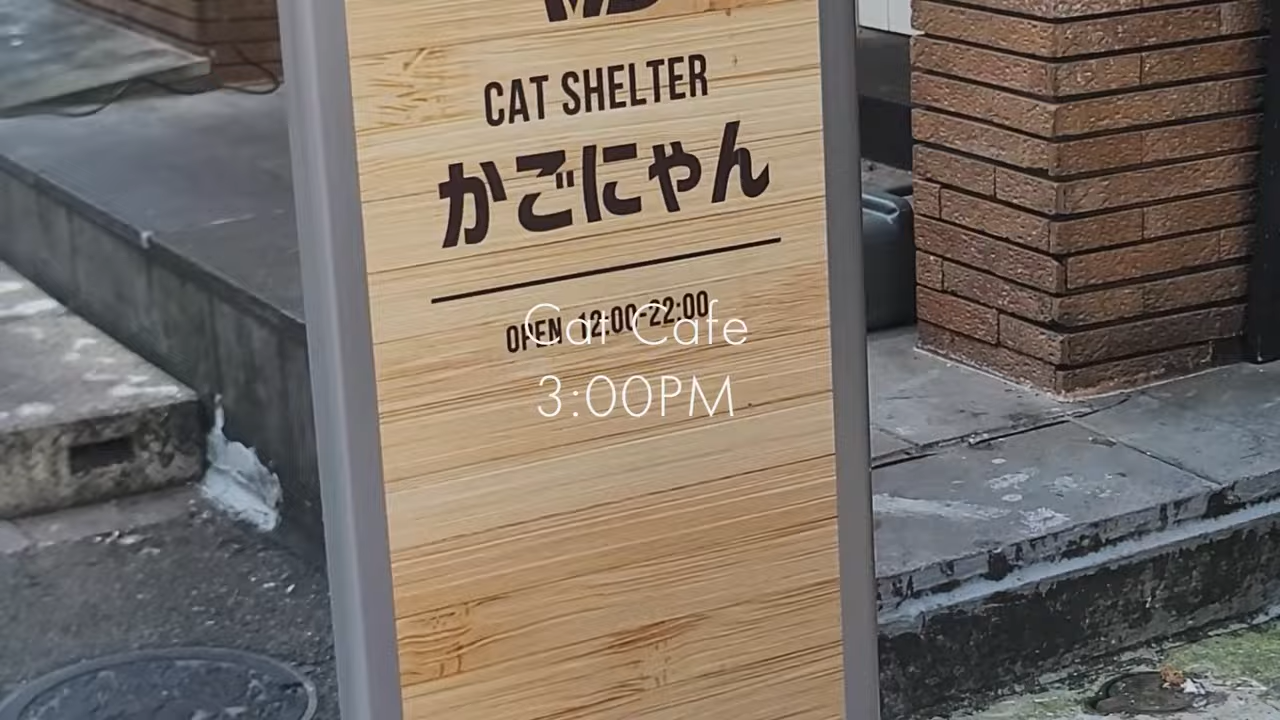 CAT SHELTER
かごにゃん
OPEN 12:00-22:00
Cat Cafe
3:00PM